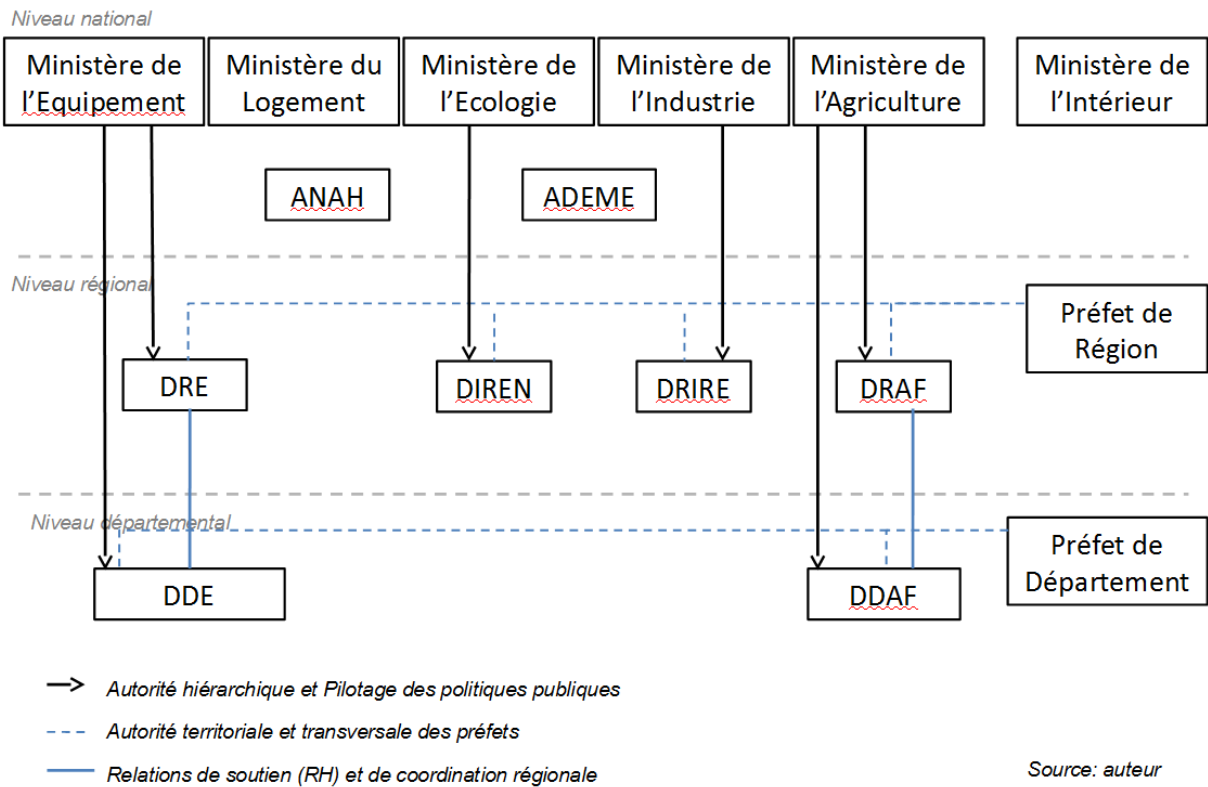 Niveau national
Ministère de
l'Equipement
Ministère du
Logement
Ministère de
l'Ecologie
Ministère de
l'Industrie
Ministère de
l'Agriculture
Ministère de
l'Intérieur
ANAH
ADEME
Niveau régional
Préfet de
Région
DRE
DIREN
DRIRE
DRAF
Niveau départemental
Préfet de
Département
DDE
DDAF
Autorité hiérarchique et Pilotage des politiques publiques
Autorité territoriale et transversale des préfets
Relations de soutien (RH) et de coordination régionale
Source: auteur